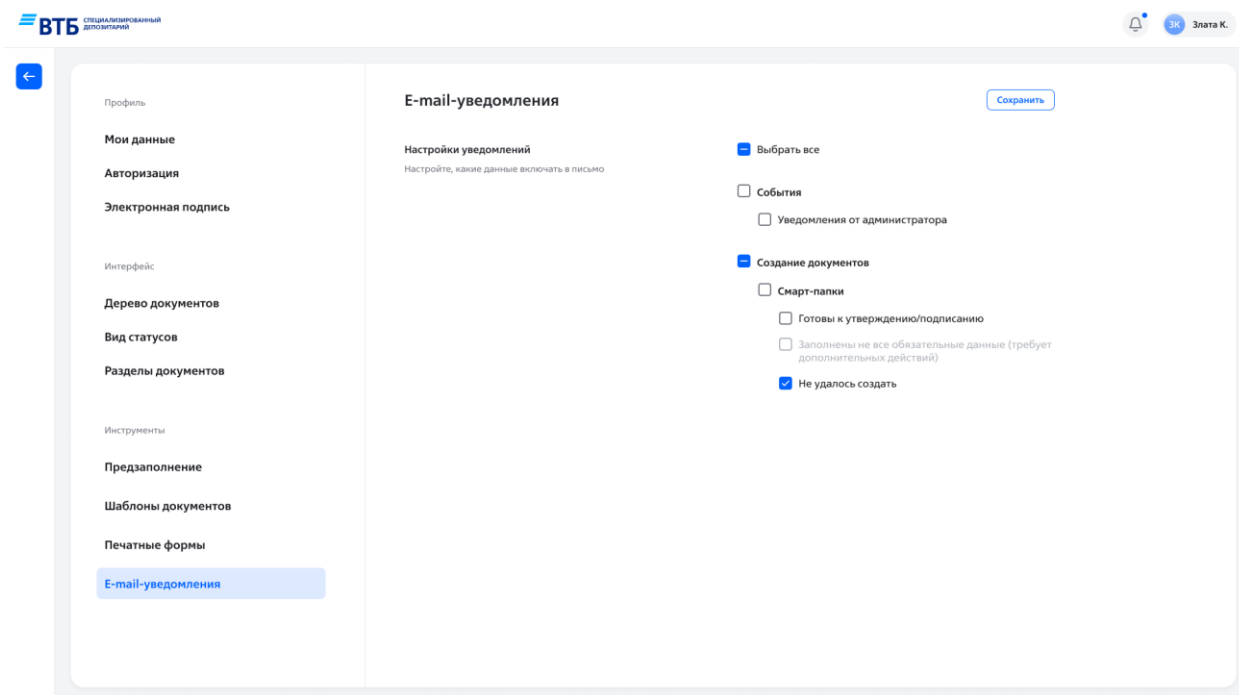 ВТБ СПЕЦИАЛИЗИРОВАННЫЙ
ДЕПОЗИТАРИЙ
ЗК Злата К.
Профиль
Мои данные
Авторизация
Электронная подпись
Интерфейс
Дерево документов
Вид статусов
Разделы документов
Инструменты
Предзаполнение
Шаблоны документов
Печатные формы
E-mail-уведомления
E-mail-уведомления
Сохранить
Настройки уведомлений
Настройте, какие данные включать в письмо
Выбрать все
События
Уведомления от администратора
Создание документов
Смарт-папки
Готовы к утверждению/подписанию
Заполнены не все обязательные данные (требует
дополнительных действий)
Не удалось создать